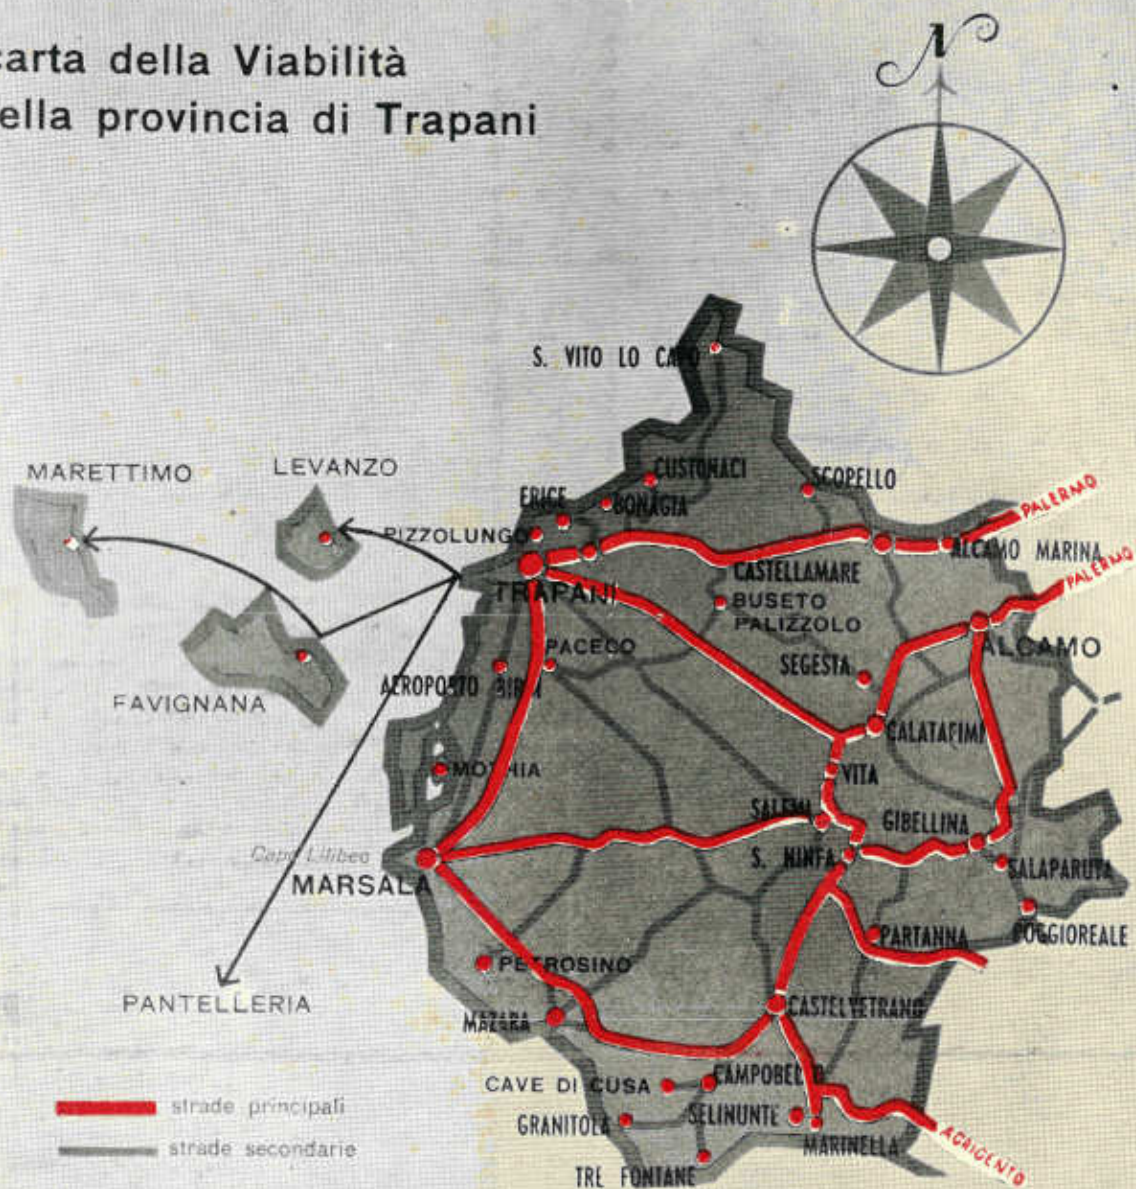 carta della Viabilità
ella provincia di Trapani
N
S. VITO LO CAPO
MARETTIMO
LEVANZO
CUSTONACI
SCOPELLO
ERICE
BONAGIA
PALERMO
PIZZOLUNGO
ALCAMO MARINA
CASTELLAMARE
PALERMO
TRAPANI
BUSETO
PALIZZOLO
PACECO
ALCAMO
SEGESTA
AEROPORTO BIRGI
FAVIGNANA
CALATAFIMI
MOTHIA
VITA
SALEMI
GIBELLINA
Capo Lilibeo
S. NINFA
SALAPARUTA
MARSALA
PARTANNA
POGGIOREALE
PETROSINO
PANTELLERIA
CASTELVETRANO
MAZARA
CAVE DI CUSA
CAMPOBELLO
strade principali
GRANITOLA
SELINUNTE
MARINELLA
AGRIGENTO
strade secondarie
TRE FONTANE